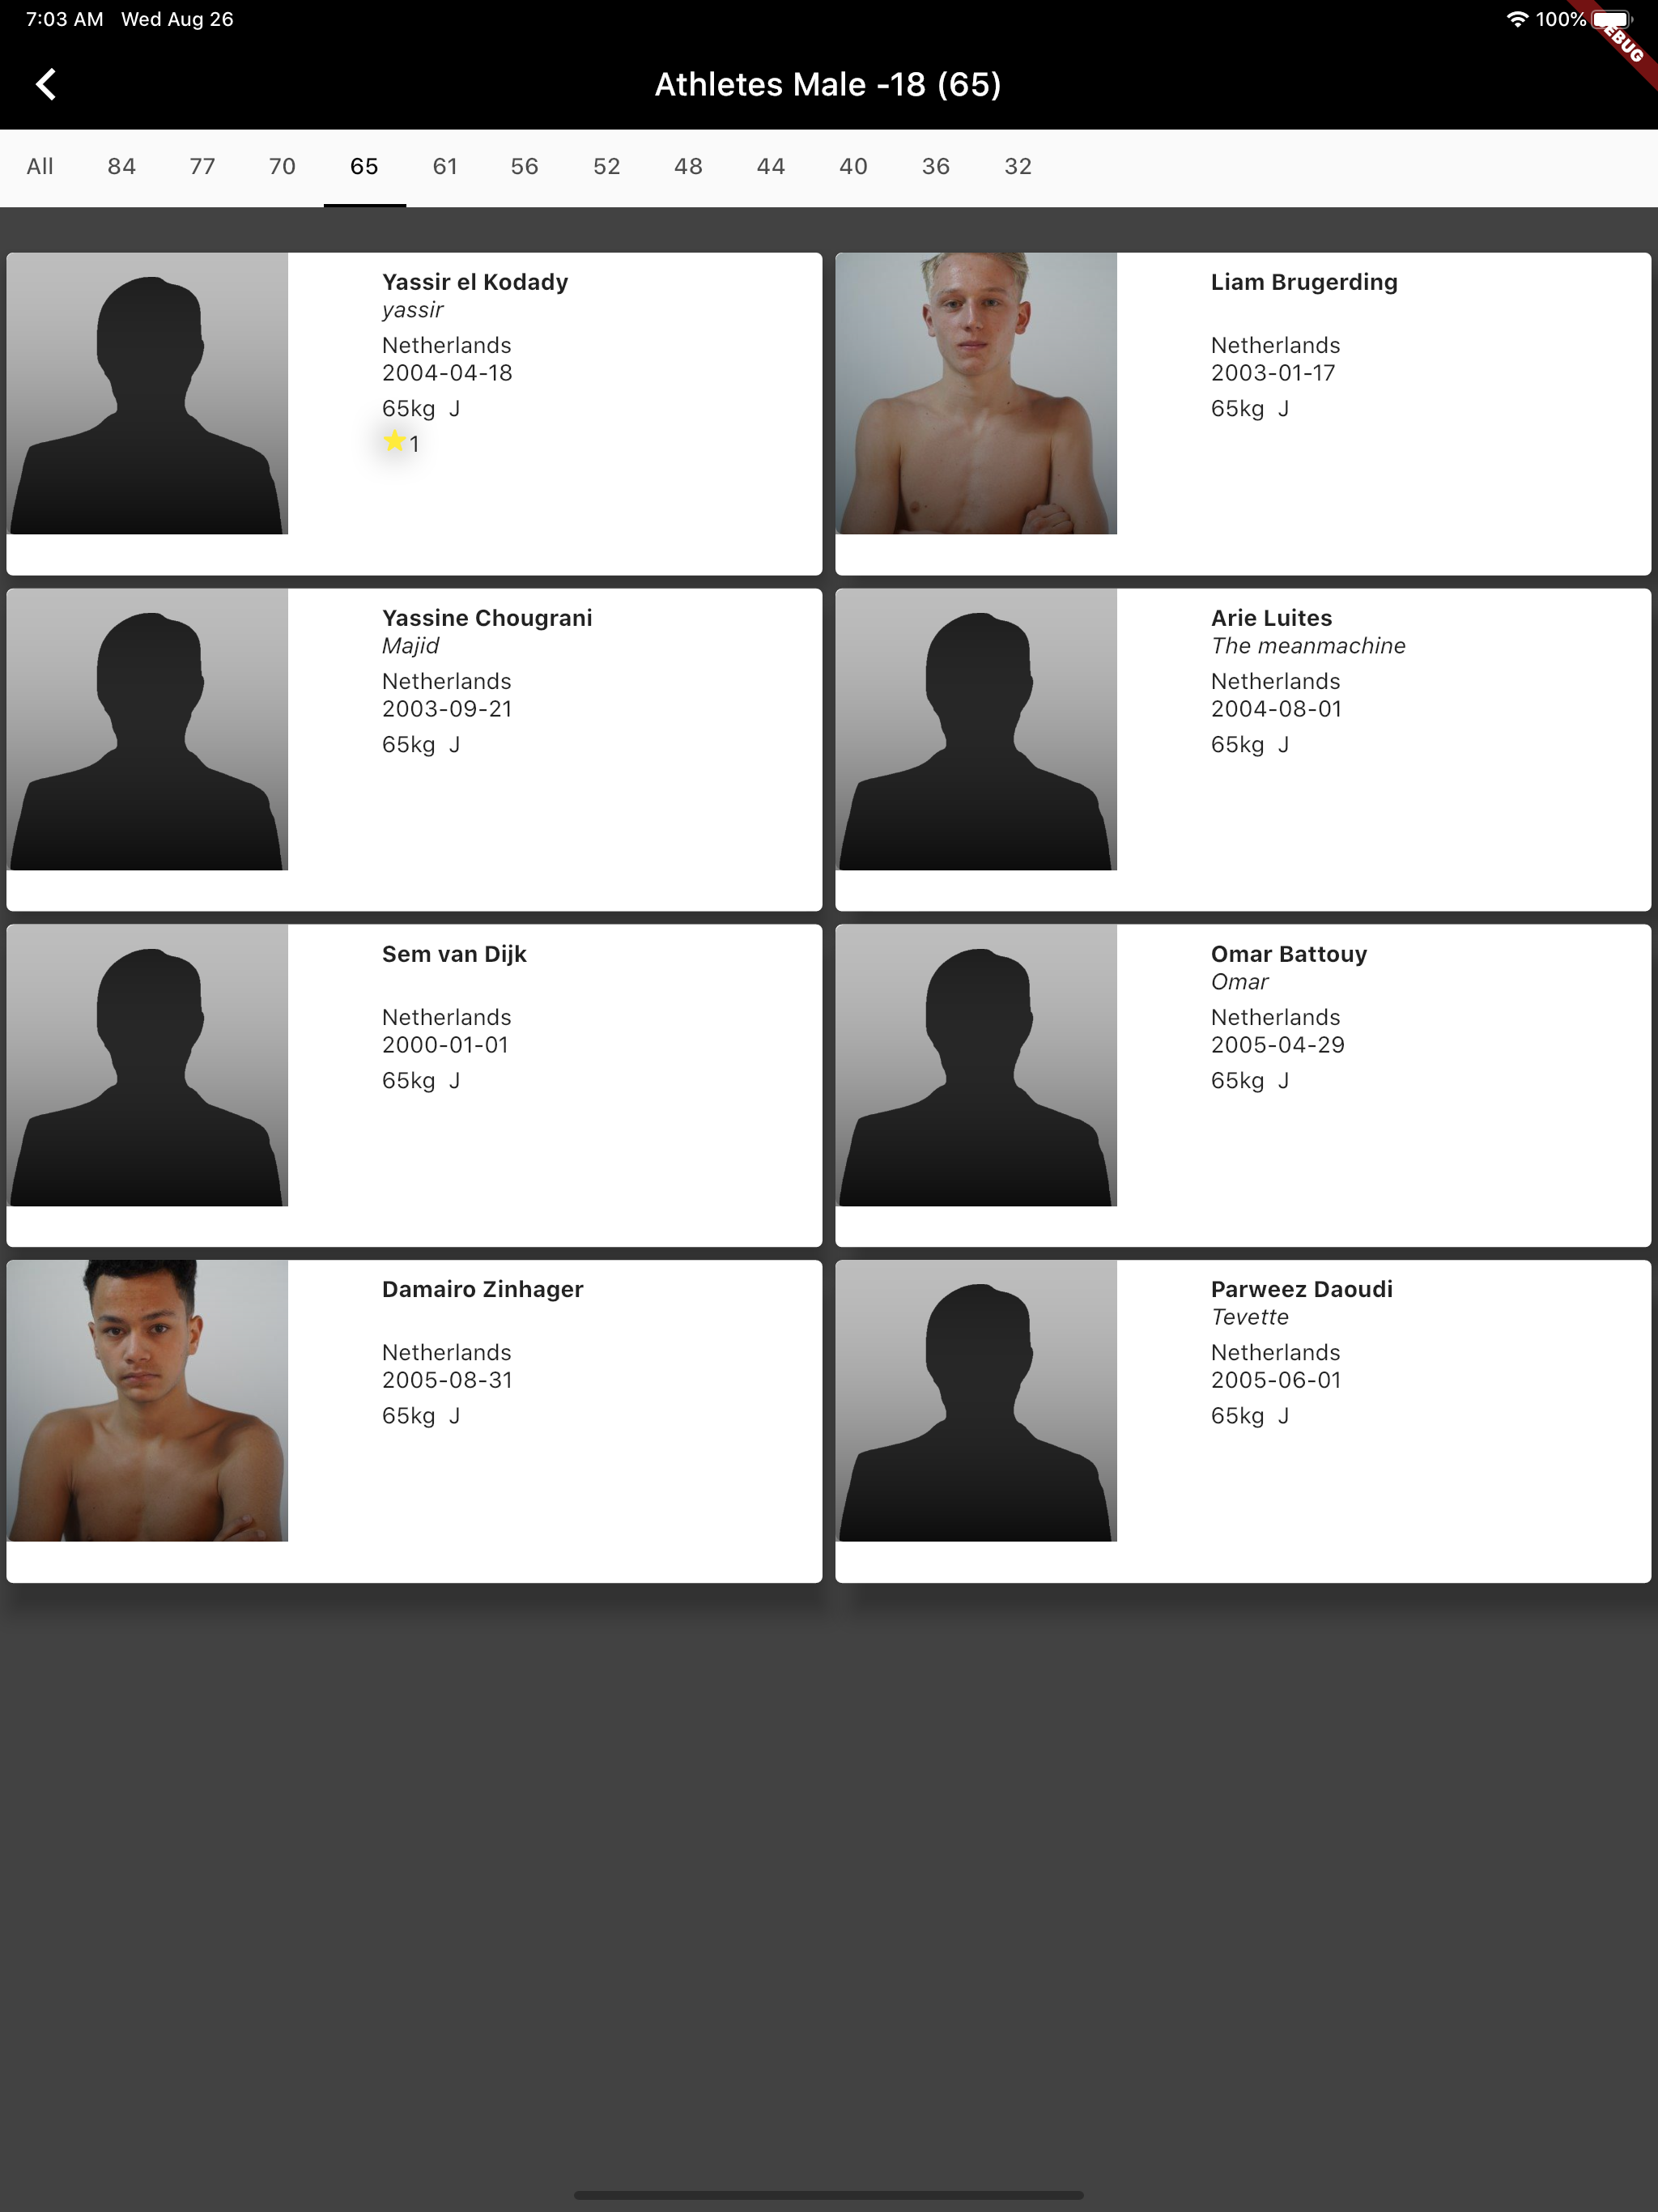 7:03 AM Wed Aug 26
100%
Athletes Male -18 (65)
All 84 77 70 65 61 56 52 48 44 40 36 32
Yassir el Kodady
yassir
Netherlands
2004-04-18
65kg J
1
Liam Brugerding
Netherlands
2003-01-17
65kg J
Yassine Chougrani
Majid
Netherlands
2003-09-21
65kg J
Arie Luites
The meanmachine
Netherlands
2004-08-01
65kg J
Sem van Dijk
Netherlands
2000-01-01
65kg J
Omar Battouy
Omar
Netherlands
2005-04-29
65kg J
Damairo Zinhager
Netherlands
2005-08-31
65kg J
Parweez Daoudi
Tevette
Netherlands
2005-06-01
65kg J